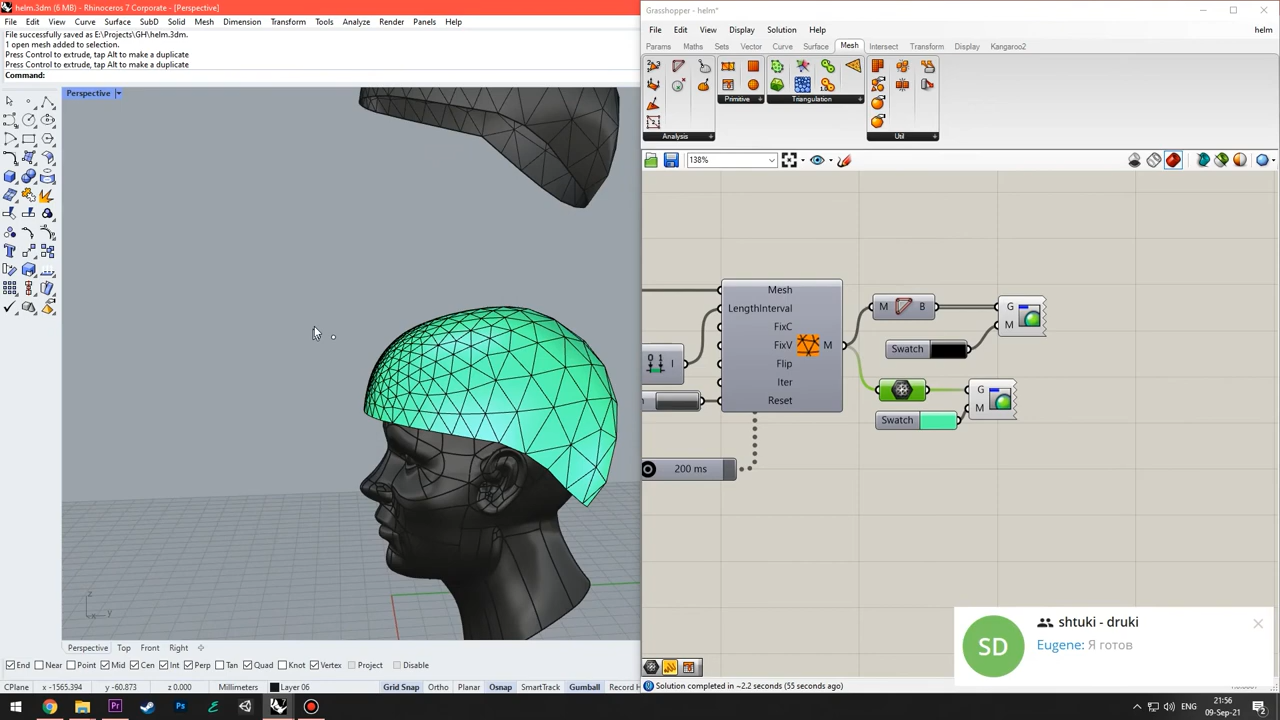 helm.3dm (6 MB) - Rhinoceros 7 Corporate - [Perspective]
File Edit View Curve Surface SubD Solid Mesh Dimension Transform Tools Analyze Render Panels Help
File successfully saved as E:\Projects\GH\helm.3dm.
1 open mesh added to selection.
Press Control to extrude, tap Alt to make a duplicate
Press Control to extrude, tap Alt to make a duplicate
Command:
Perspective
z
x y
Perspective Top Front Right
End Near Point Mid Cen Int Perp Tan Quad Knot Vertex Project Disable
CPlane x -1565.394 y -60.873 z 0.000 Millimeters Layer 06 Grid Snap Ortho Planar Osnap SmartTrack Gumball Record H
Grasshopper - helm*
File Edit View Display Solution Help helm
Params Maths Sets Vector Curve Surface Mesh Intersect Transform Display Kangaroo2
Analysis Primitive Triangulation Util
138%
Mesh
LengthInterval
FixC
FixV
Flip
Iter
Reset
M
0 1
I
200 ms
M B
G
M
Swatch
G
M
Swatch
shtuki - druki
SD
Eugene: Я готов
Solution completed in ~2.2 seconds (55 seconds ago)
ENG
21:56
09-Sep-21
2